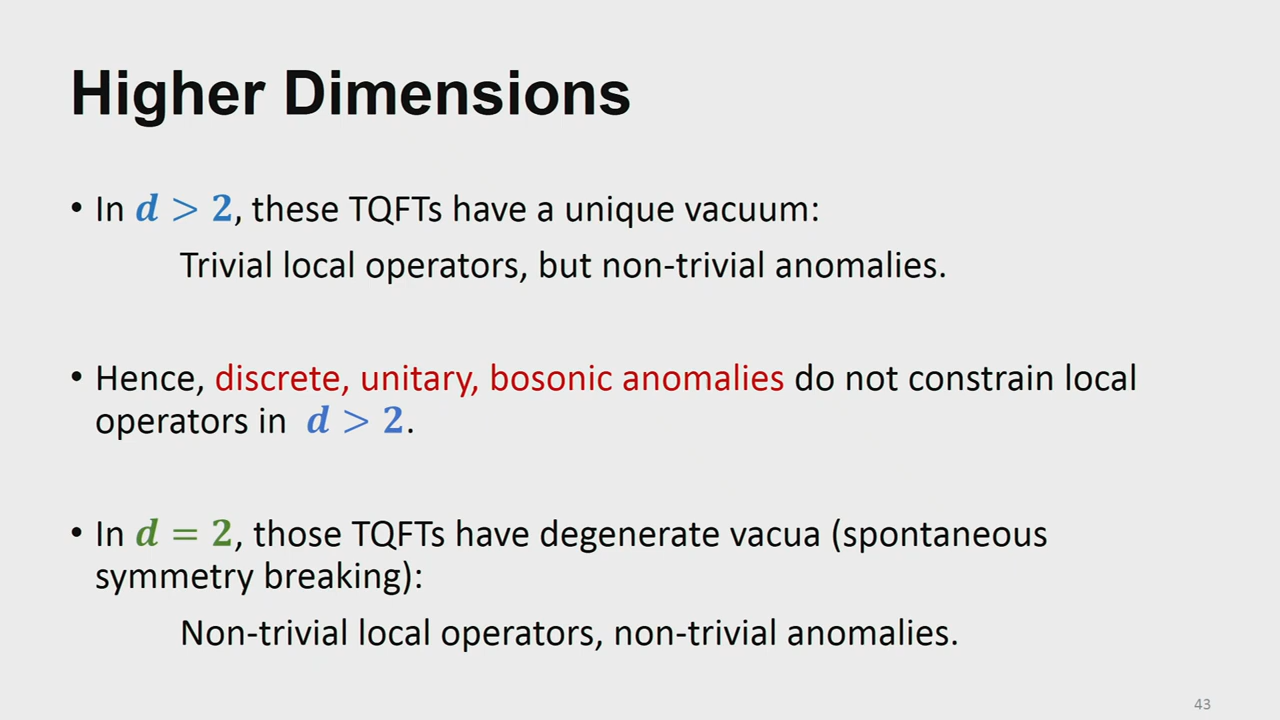 Higher Dimensions
• In d > 2, these TQFTs have a unique vacuum:
Trivial local operators, but non-trivial anomalies.
• Hence, discrete, unitary, bosonic anomalies do not constrain local
operators in d > 2.
• In d = 2, those TQFTs have degenerate vacua (spontaneous
symmetry breaking):
Non-trivial local operators, non-trivial anomalies.
43